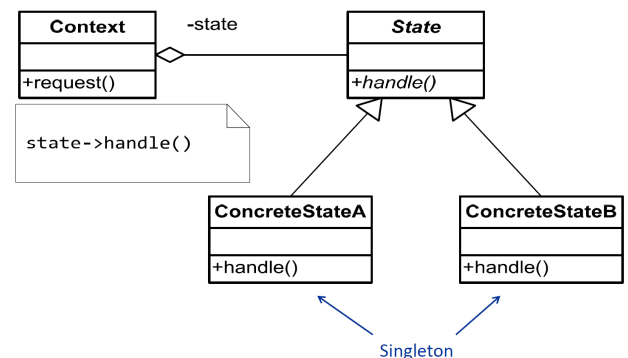 Context
-state
State
+request()
+handle()
state->handle()
ConcreteStateA
ConcreteStateB
+handle()
+handle()
Singleton